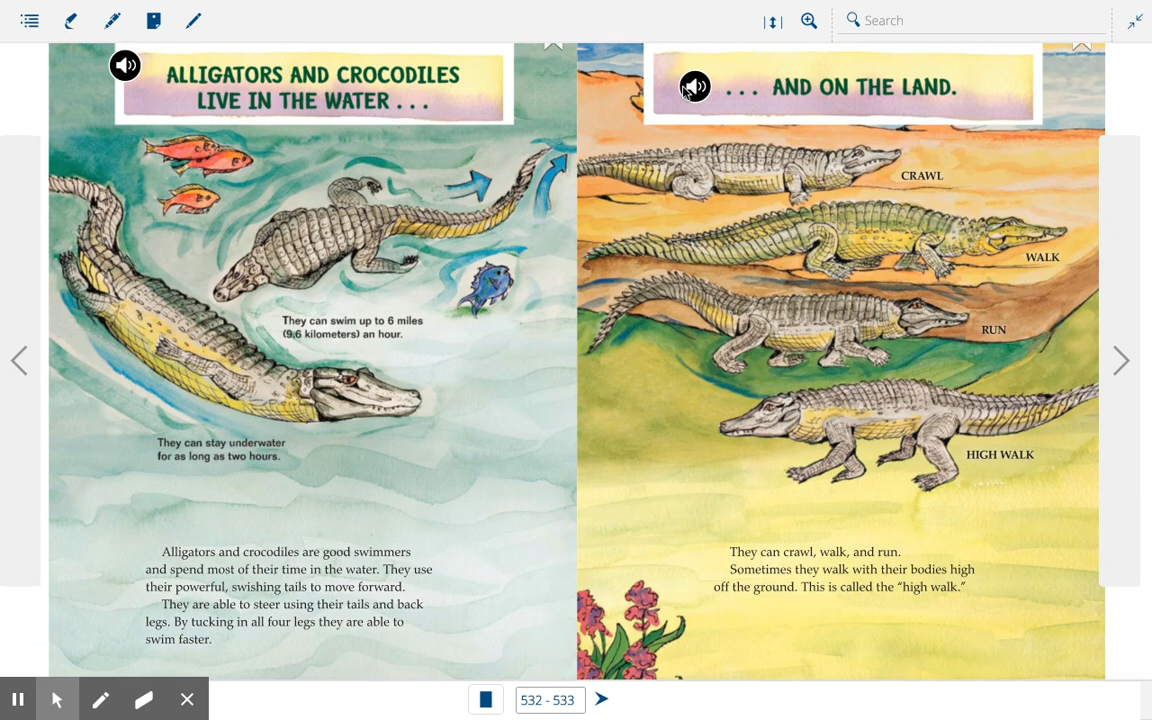 Search
ALLIGATORS AND CROCODILES
LIVE IN THE WATER . . .
They can swim up to 6 miles
(9.6 kilometers) an hour.
They can stay underwater
for as long as two hours.
Alligators and crocodiles are good swimmers
and spend most of their time in the water. They use
their powerful, swishing tails to move forward.
They are able to steer using their tails and back
legs. By tucking in all four legs they are able to
swim faster.
. . . AND ON THE LAND.
CRAWL
WALK
RUN
HIGH WALK
They can crawl, walk, and run.
Sometimes they walk with their bodies high
off the ground. This is called the “high walk.”
532 - 533